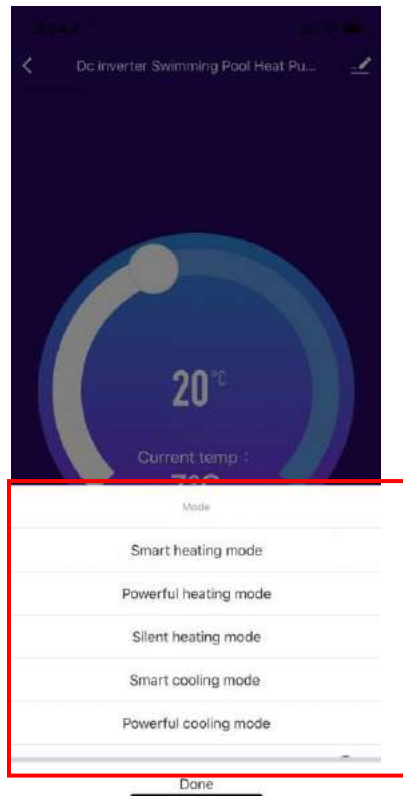 Dc inverter Swimming Pool Heat Pu...
20°C
Current temp :
Mode
Smart heating mode
Powerful heating mode
Silent heating mode
Smart cooling mode
Powerful cooling mode
Done